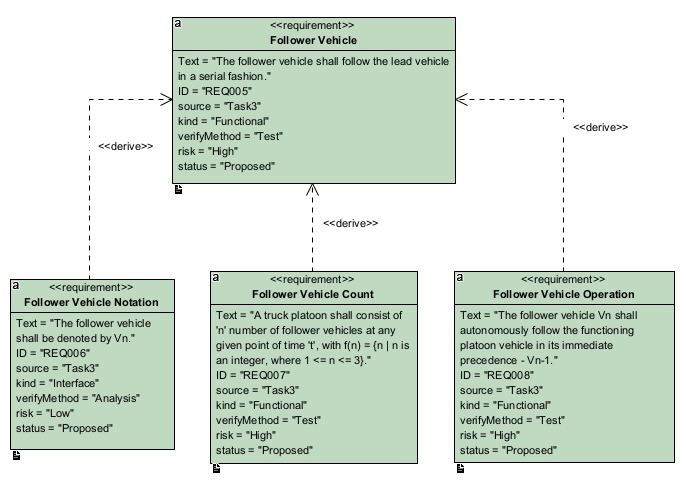 a
<<requirement>>
Follower Vehicle
Text = "The follower vehicle shall follow the lead vehicle
in a serial fashion."
ID = "REQ005"
source = "Task3"
kind = "Functional"
verifyMethod = "Test"
risk = "High"
status = "Proposed"
<<derive>>
<<derive>>
<<derive>>
a
<<requirement>>
Follower Vehicle Notation
Text = "The follower vehicle
shall be denoted by Vn."
ID = "REQ006"
source = "Task3"
kind = "Interface"
verifyMethod = "Analysis"
risk = "Low"
status = "Proposed"
a
<<requirement>>
Follower Vehicle Count
Text = "A truck platoon shall consist of
'n' number of follower vehicles at any
given point of time 't', with f(n) = {n | n is
an integer, where 1 <= n <= 3}."
ID = "REQ007"
source = "Task3"
kind = "Functional"
verifyMethod = "Test"
risk = "High"
status = "Proposed"
a
<<requirement>>
Follower Vehicle Operation
Text = "The follower vehicle Vn shall
autonomously follow the functioning
platoon vehicle in its immediate
precedence - Vn-1."
ID = "REQ008"
source = "Task3"
kind = "Functional"
verifyMethod = "Test"
risk = "High"
status = "Proposed"